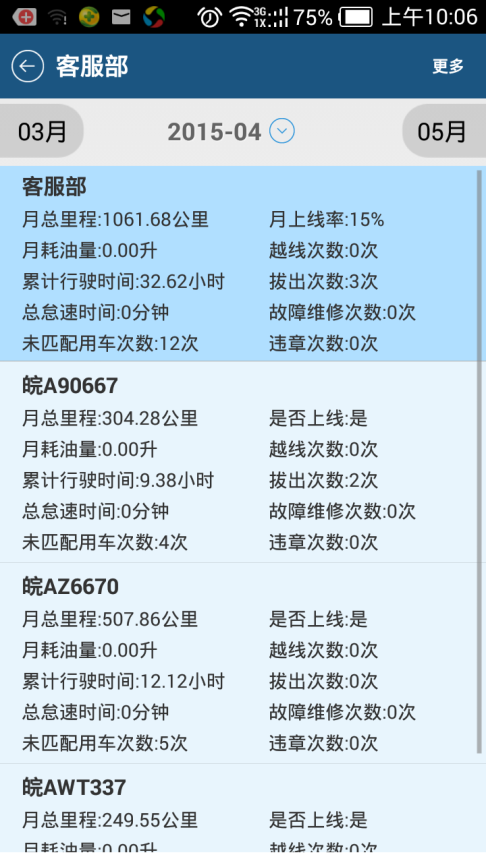 3G 1X 75% 上午10:06
客服部 更多
03月 2015-04 05月
客服部
月总里程:1061.68公里 月上线率:15%
月耗油量:0.00升 越线次数:0次
累计行驶时间:32.62小时 拔出次数:3次
总怠速时间:0分钟 故障维修次数:0次
未匹配用车次数:12次 违章次数:0次
皖A90667
月总里程:304.28公里 是否上线:是
月耗油量:0.00升 越线次数:0次
累计行驶时间:9.38小时 拔出次数:2次
总怠速时间:0分钟 故障维修次数:0次
未匹配用车次数:4次 违章次数:0次
皖AZ6670
月总里程:507.86公里 是否上线:是
月耗油量:0.00升 越线次数:0次
累计行驶时间:12.12小时 拔出次数:0次
总怠速时间:0分钟 故障维修次数:0次
未匹配用车次数:5次 违章次数:0次
皖AWT337
月总里程:249.55公里 是否上线:是
月耗油量:0.00升 越线次数:0次